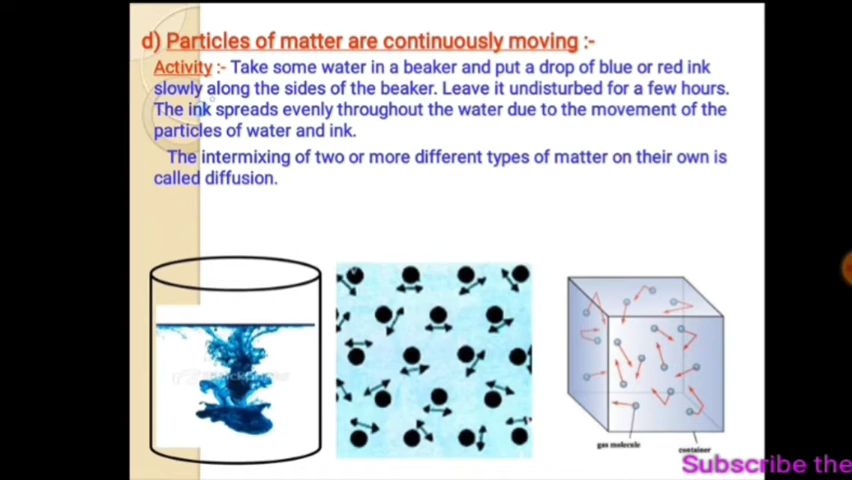 d) Particles of matter are continuously moving :-
Activity :- Take some water in a beaker and put a drop of blue or red ink
slowly along the sides of the beaker. Leave it undisturbed for a few hours.
The ink spreads evenly throughout the water due to the movement of the
particles of water and ink.
The intermixing of two or more different types of matter on their own is
called diffusion.
gas molecule
container
Subscribe the